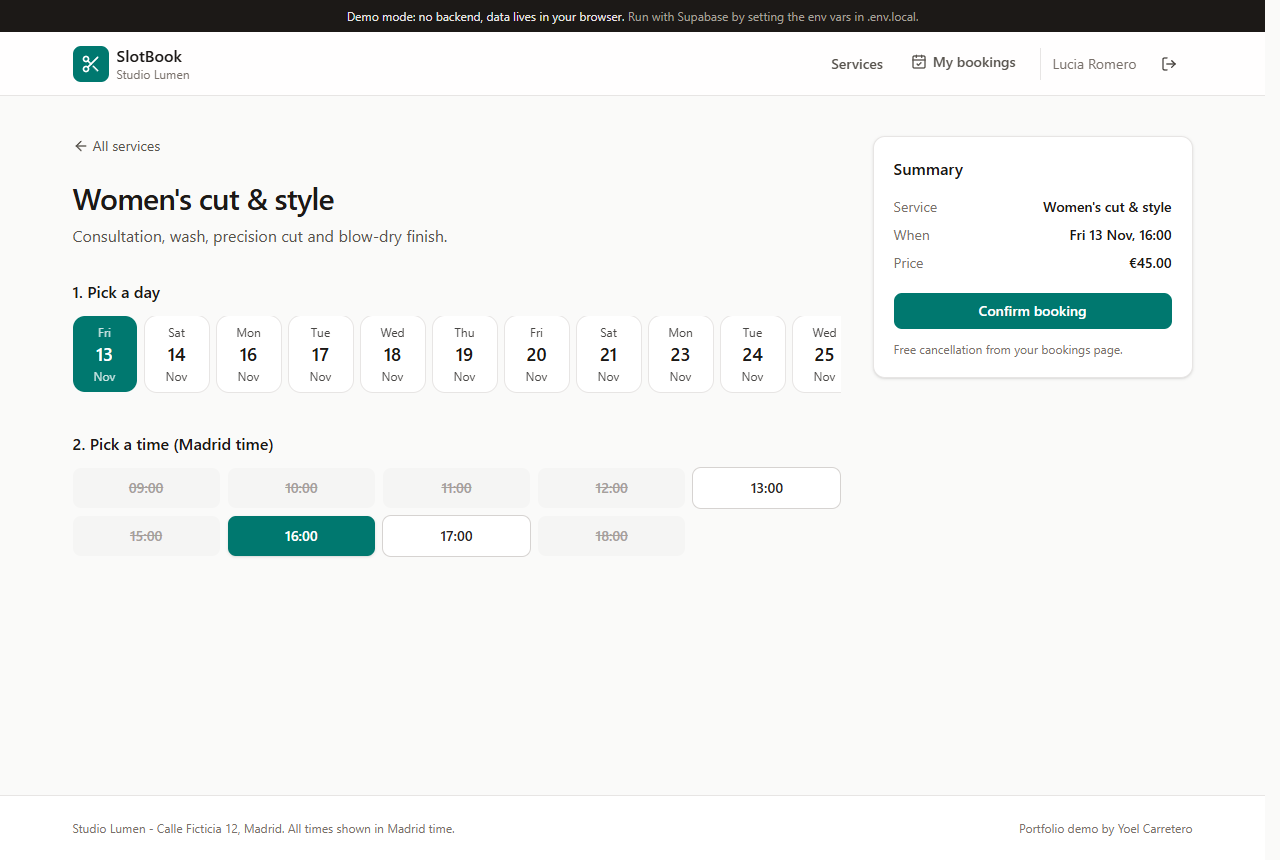 Demo mode: no backend, data lives in your browser. Run with Supabase by setting the env vars in .env.local.
SlotBook
Studio Lumen
Services My bookings Lucia Romero
All services
Women's cut & style
Consultation, wash, precision cut and blow-dry finish.
1. Pick a day
Fri Sat Mon Tue Wed Thu Fri Sat Mon Tue Wed
13 14 16 17 18 19 20 21 23 24 25
Nov Nov Nov Nov Nov Nov Nov Nov Nov Nov Nov
2. Pick a time (Madrid time)
09:00 10:00 11:00 12:00 13:00
15:00 16:00 17:00 18:00
Summary
Service Women's cut & style
When Fri 13 Nov, 16:00
Price €45.00
Confirm booking
Free cancellation from your bookings page.
Studio Lumen - Calle Ficticia 12, Madrid. All times shown in Madrid time.
Portfolio demo by Yoel Carretero